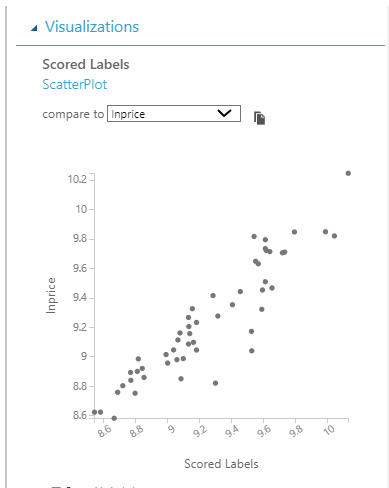 Visualizations
Scored Labels
ScatterPlot
compare to lnprice
10.2
10
9.8
9.6
9.4
9.2
9
8.8
8.6
lnprice
8.6 8.8 9 9.2 9.4 9.6 9.8 10
Scored Labels